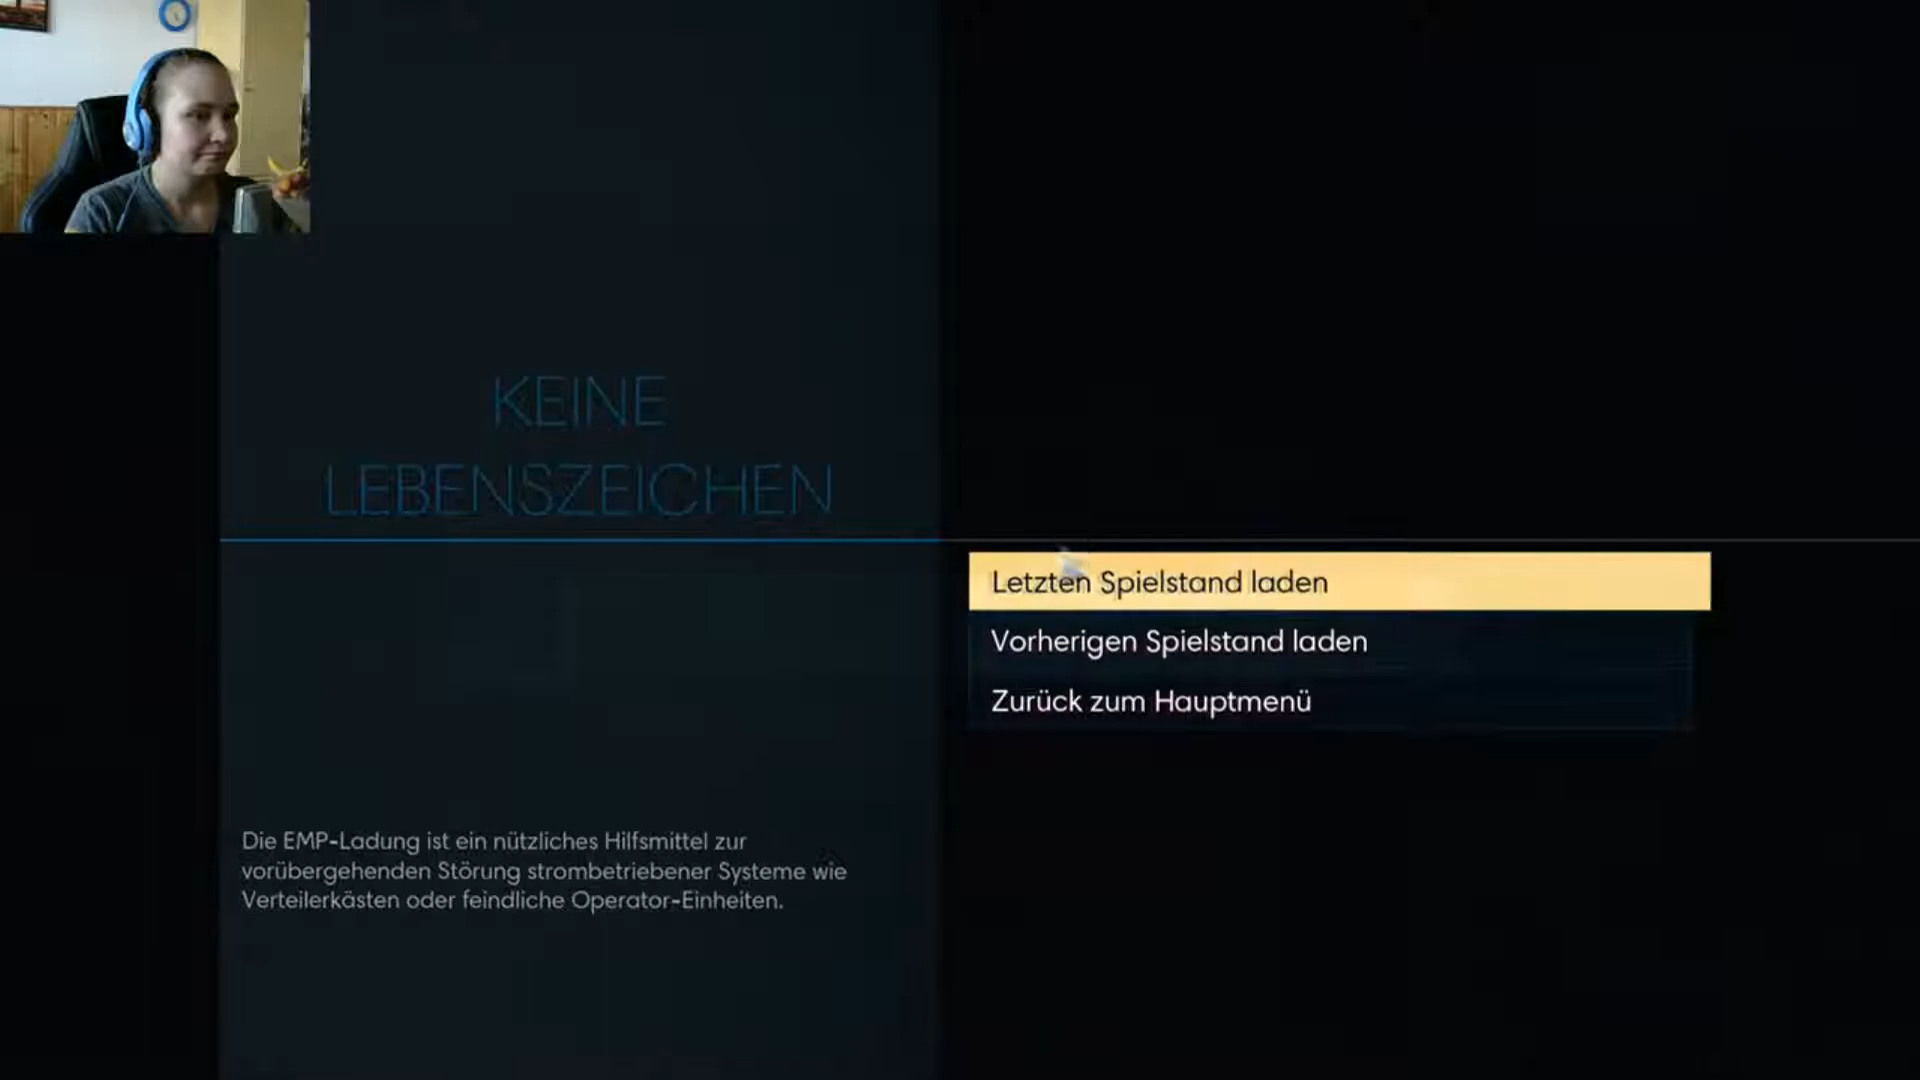 KEINE
LEBENSZEICHEN
Letzten Spielstand laden
Vorherigen Spielstand laden
Zurück zum Hauptmenü
Die EMP-Ladung ist ein nützliches Hilfsmittel zur
vorübergehenden Störung strombetriebener Systeme wie
Verteilerkästen oder feindliche Operator-Einheiten.